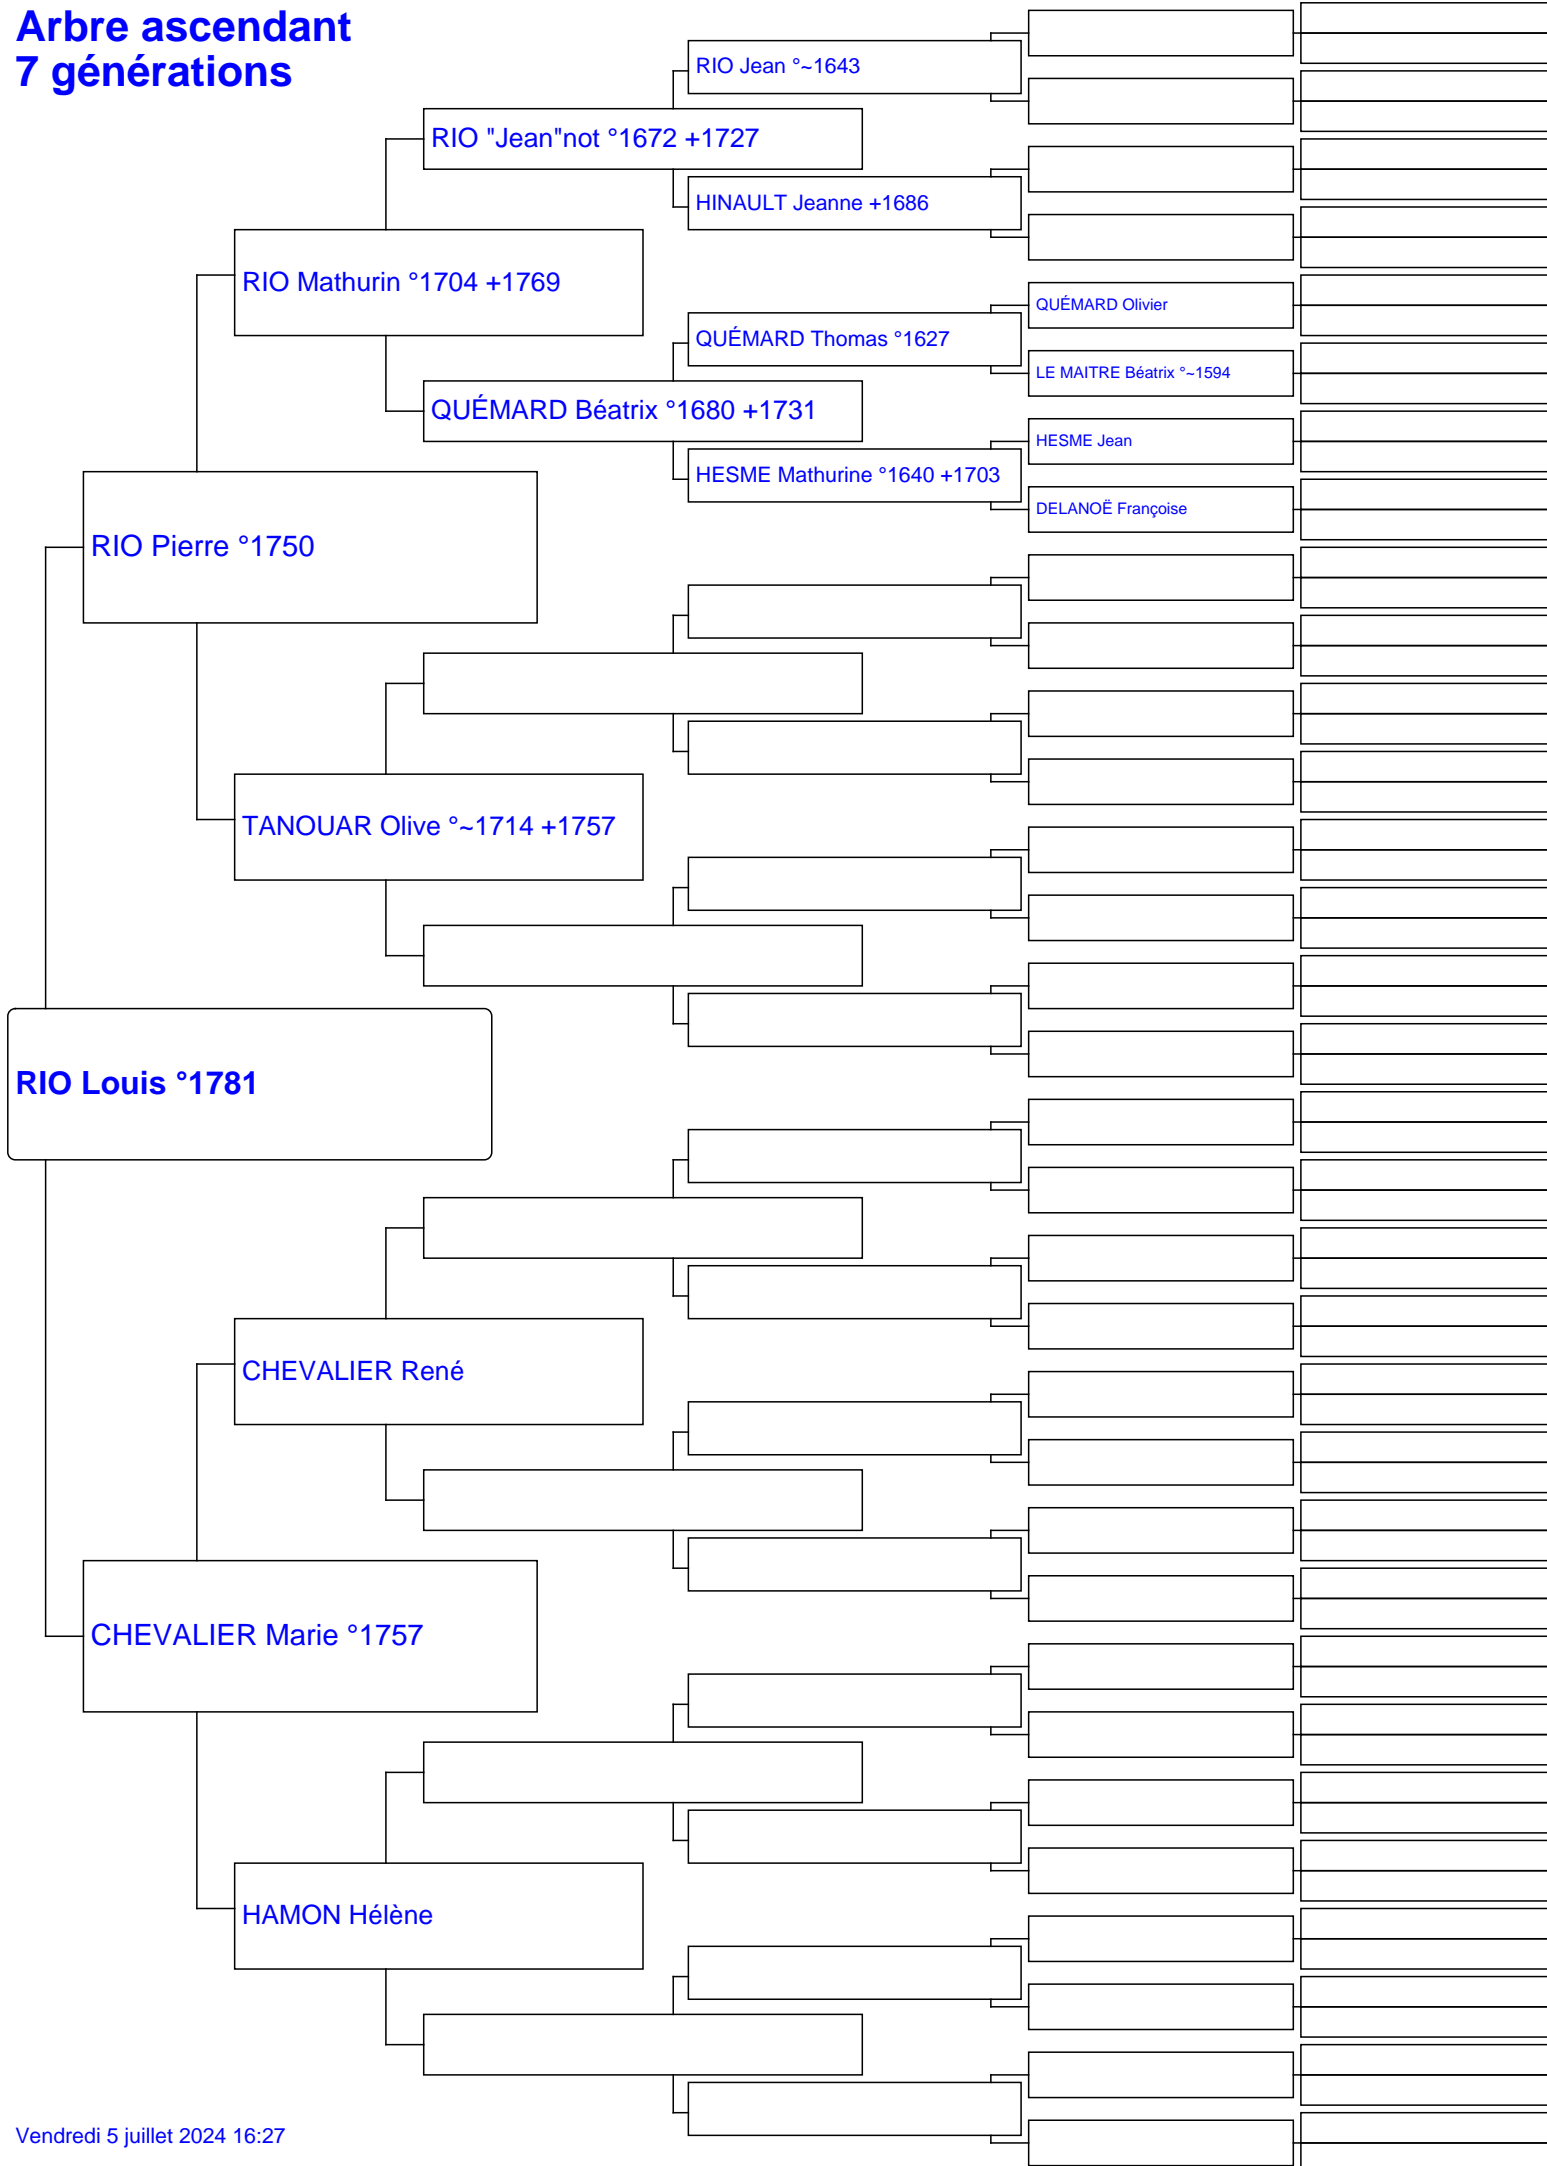 Arbre ascendant
7 générations
RIO Jean °~1643
RIO "Jean"not °1672 +1727
HINAULT Jeanne +1686
RIO Mathurin °1704 +1769
QUÉMARD Olivier
QUÉMARD Thomas °1627
LE MAITRE Béatrix °~1594
QUÉMARD Béatrix °1680 +1731
HESME Jean
HESME Mathurine °1640 +1703
DELANOË Françoise
RIO Pierre °1750
TANOUAR Olive °~1714 +1757
RIO Louis °1781
CHEVALIER René
CHEVALIER Marie °1757
HAMON Hélène
Vendredi 5 juillet 2024 16:27